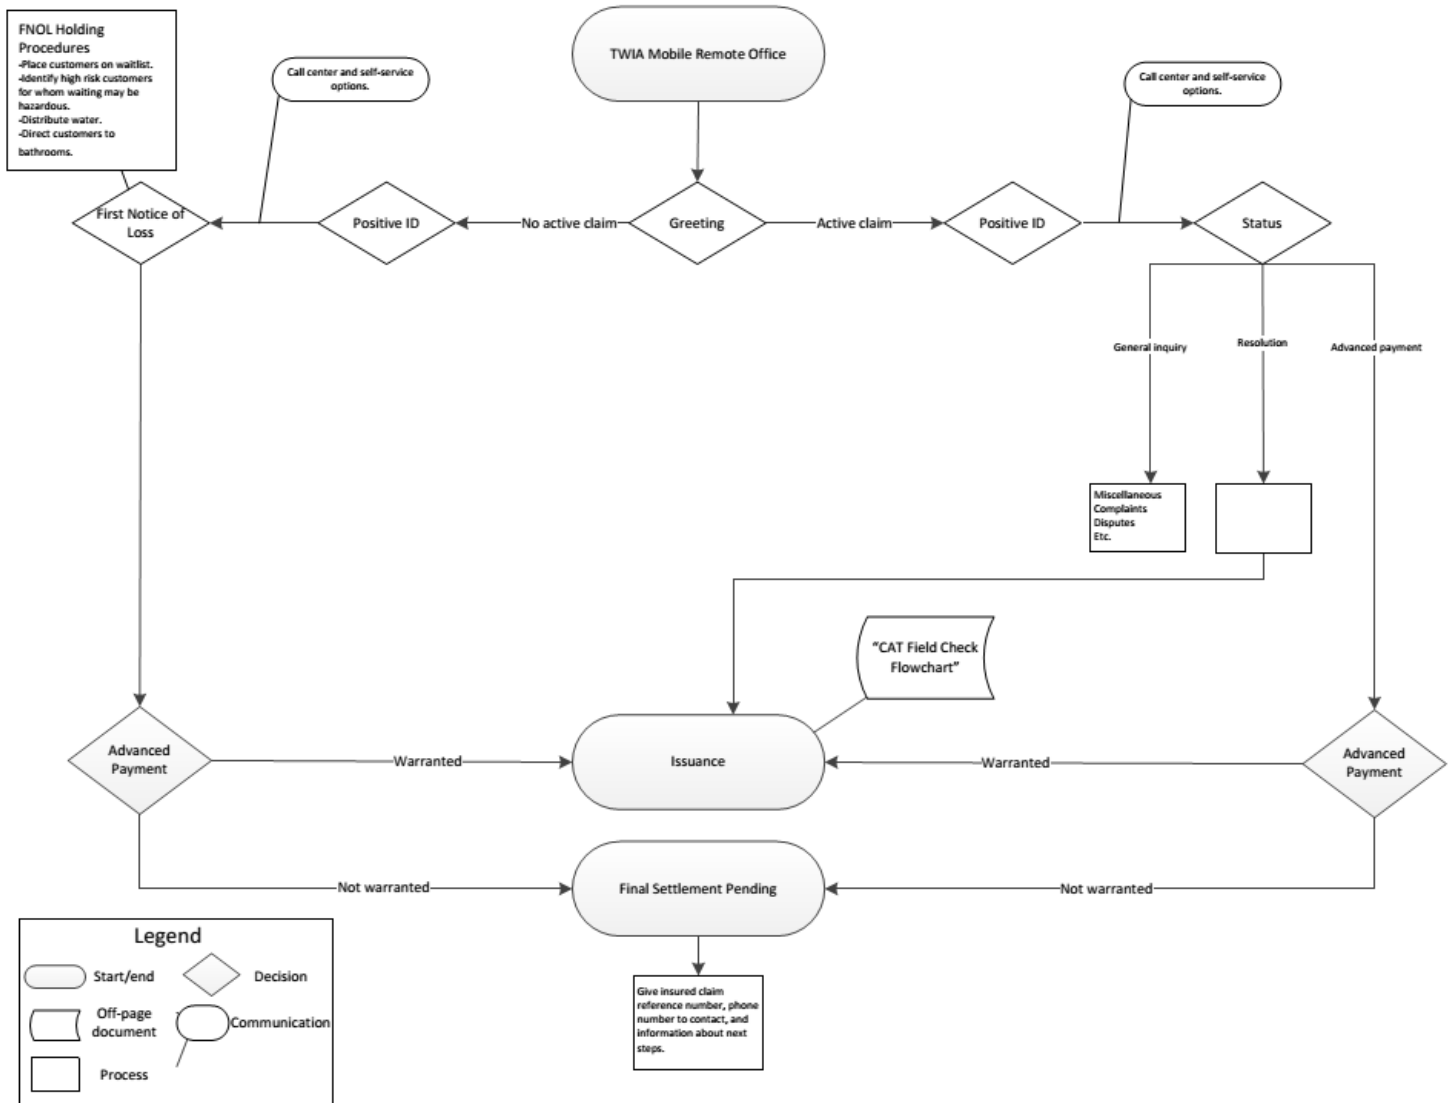 FNOL Holding
Procedures
-Place customers on waitlist.
-Identify high risk customers
for whom waiting may be
hazardous.
-Distribute water.
-Direct customers to
bathrooms.
Call center and self-service
options.
TWIA Mobile Remote Office
Call center and self-service
options.
First Notice of
Loss
Positive ID
No active claim
Greeting
Active claim
Positive ID
Status
General inquiry
Resolution
Advanced payment
Miscellaneous
Complaints
Disputes
Etc.
“CAT Field Check
Flowchart”
Advanced
Payment
Warranted
Issuance
Warranted
Advanced
Payment
Not warranted
Final Settlement Pending
Not warranted
Give insured claim
reference number, phone
number to contact, and
information about next
steps.
Legend
Start/end
Decision
Off-page
document
Communication
Process